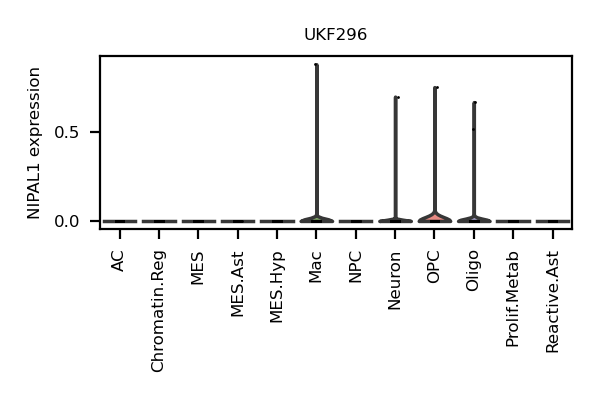 UKF296
NIPAL1 expression
0.5
0.0
AC
Chromatin.Reg
MES
MES.Ast
MES.Hyp
Mac
NPC
Neuron
OPC
Oligo
Prolif.Metab
Reactive.Ast